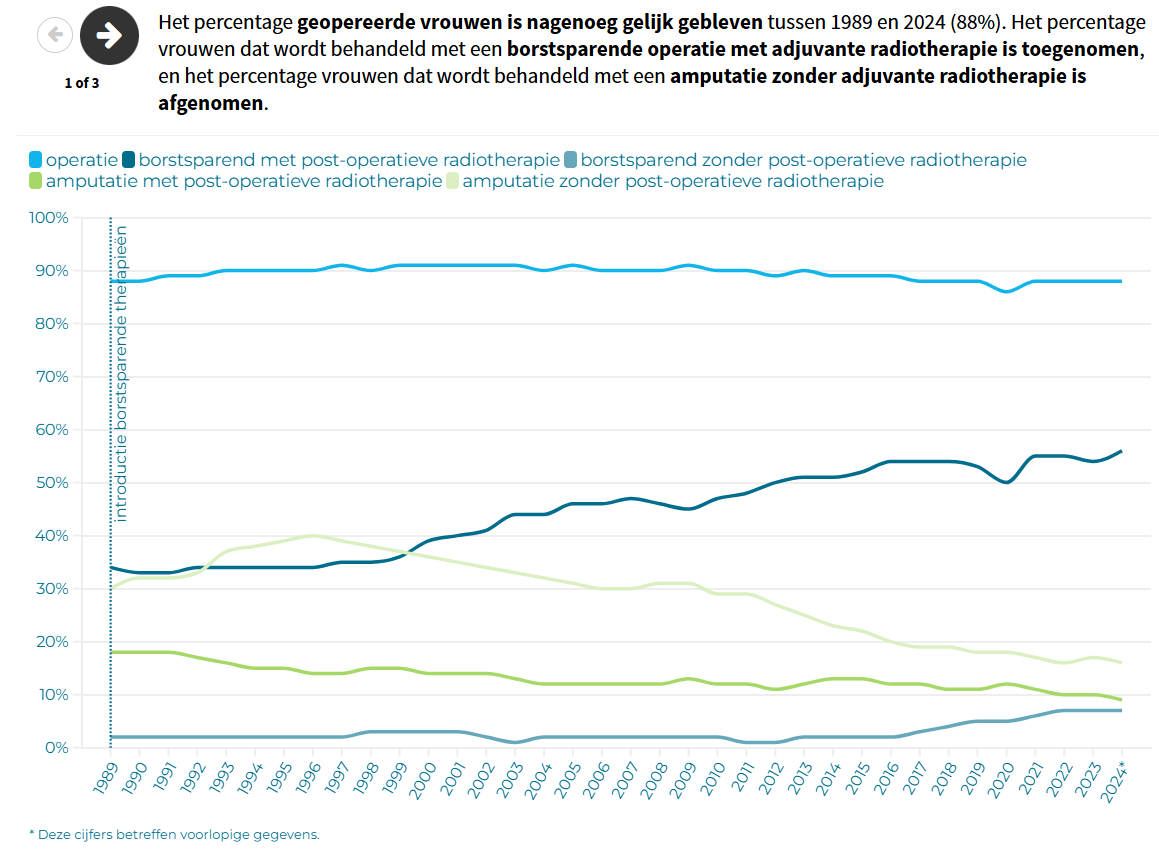 Het percentage geopereerde vrouwen is nagenoeg gelijk gebleven tussen 1989 en 2024 (88%). Het percentage
vrouwen dat wordt behandeld met een borstsparende operatie met adjuvante radiotherapie is toegenomen,
en het percentage vrouwen dat wordt behandeld met een amputatie zonder adjuvante radiotherapie is
afgenomen.
1 of 3
operatie borstsparend met post-operatieve radiotherapie borstsparend zonder post-operatieve radiotherapie
amputatie met post-operatieve radiotherapie amputatie zonder post-operatieve radiotherapie
100%
90%
80%
70%
60%
50%
40%
30%
20%
10%
0%
introductie borstsparende therapieën
1989 1990 1991 1992 1993 1994 1995 1996 1997 1998 1999 2000 2001 2002 2003 2004 2005 2006 2007 2008 2009 2010 2011 2012 2013 2014 2015 2016 2017 2018 2019 2020 2021 2022 2023 2024*
* Deze cijfers betreffen voorlopige gegevens.